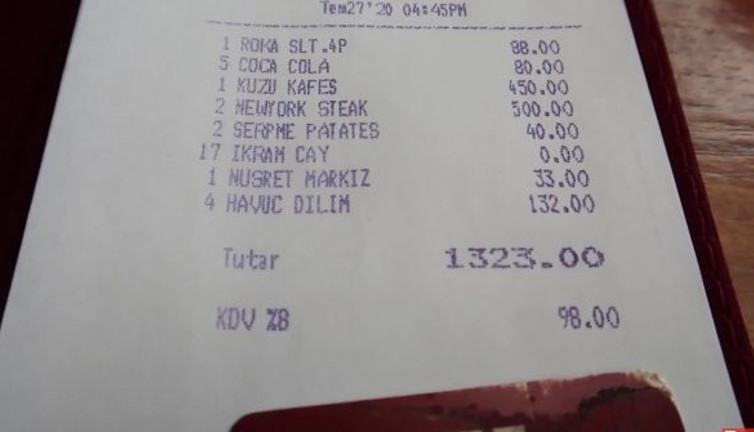 Tem27'20 04:45PM
1 ROKA SLT.4P 88.00
5 COCA COLA 80.00
1 KUZU KAFES 450.00
2 NEWYORK STEAK 500.00
2 SERPME PATATES 40.00
17 IKRAM CAY 0.00
1 NUSRET MARKIZ 33.00
4 HAVUC DILIM 132.00
Tutar 1323.00
KDV %8 98.00